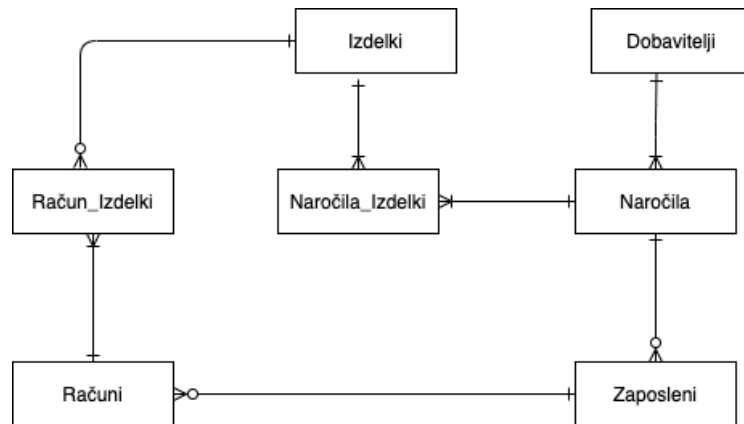 Izdelki
Dobavitelji
Račun_Izdelki
Naročila_Izdelki
Naročila
Računi
Zaposleni